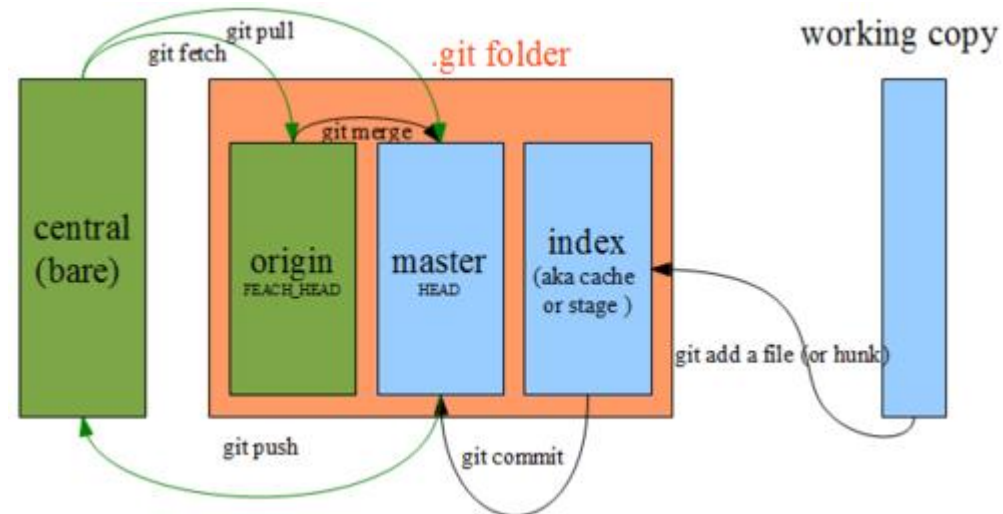 git pull
git fetch
.git folder
working copy
git merge
central
(bare)
origin
FEACH_HEAD
master
HEAD
index
(aka cache
or stage )
git add a file (or hunk)
git push
git commit